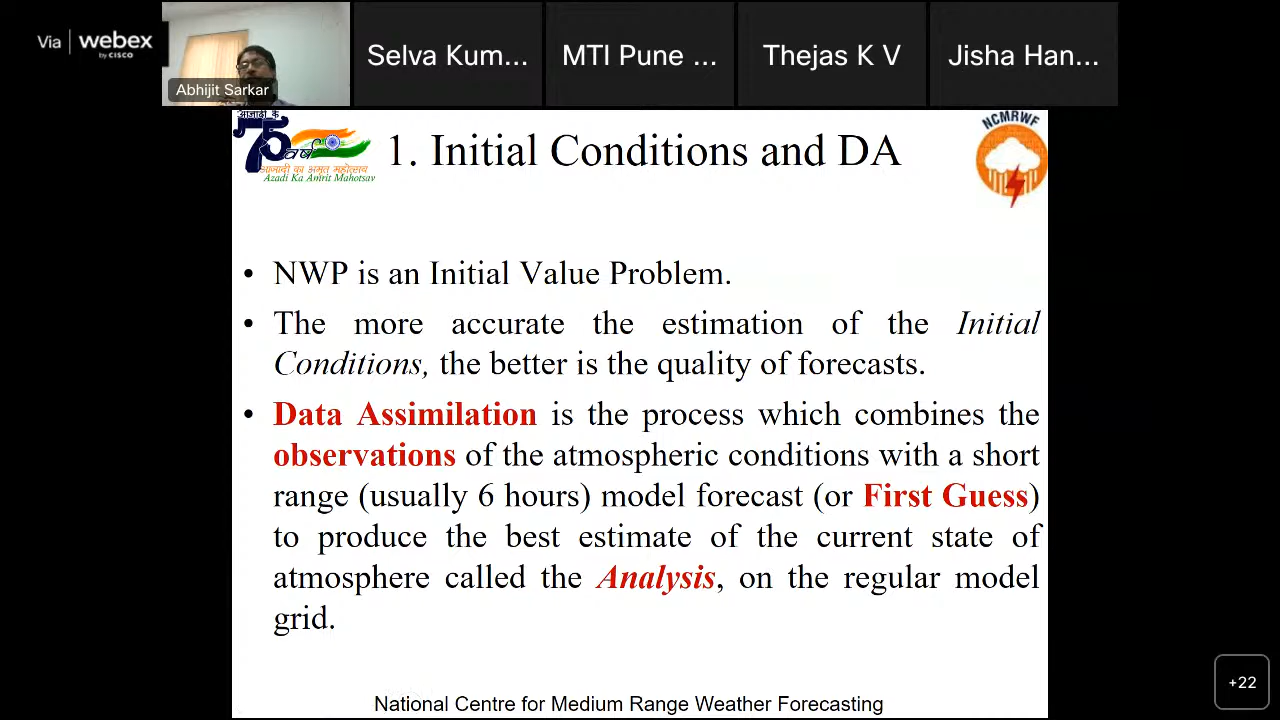 Via webex
by CISCO
Abhijit Sarkar
Selva Kum...
MTI Pune ...
Thejas K V
Jisha Han...
आज़ादी के
75 वर्ष
आज़ादी का अमृत महोत्सव
Azadi Ka Amrit Mahotsav
NCMRWF
1. Initial Conditions and DA
• NWP is an Initial Value Problem.
• The more accurate the estimation of the Initial
Conditions, the better is the quality of forecasts.
• Data Assimilation is the process which combines the
observations of the atmospheric conditions with a short
range (usually 6 hours) model forecast (or First Guess)
to produce the best estimate of the current state of
atmosphere called the Analysis, on the regular model
grid.
National Centre for Medium Range Weather Forecasting
+22